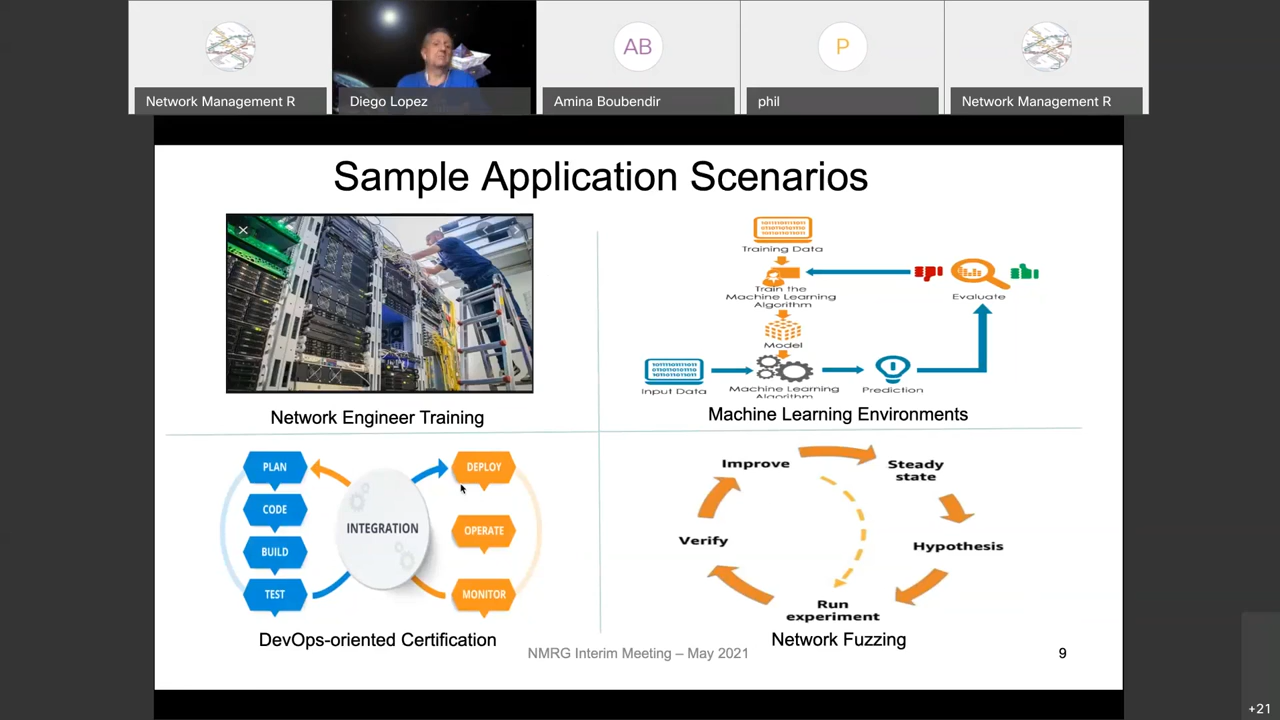 AB
P
Network Management R
Diego Lopez
Amina Boubendir
phil
Network Management R
Sample Application Scenarios
Training Data
Train the
Machine Learning
Algorithm
Model
Input Data
Machine Learning
Algorithm
Prediction
Evaluate
Network Engineer Training
Machine Learning Environments
PLAN
CODE
BUILD
TEST
INTEGRATION
DEPLOY
OPERATE
MONITOR
DevOps-oriented Certification
Improve
Steady
state
Hypothesis
Run
experiment
Verify
Network Fuzzing
NMRG Interim Meeting – May 2021
9
+21